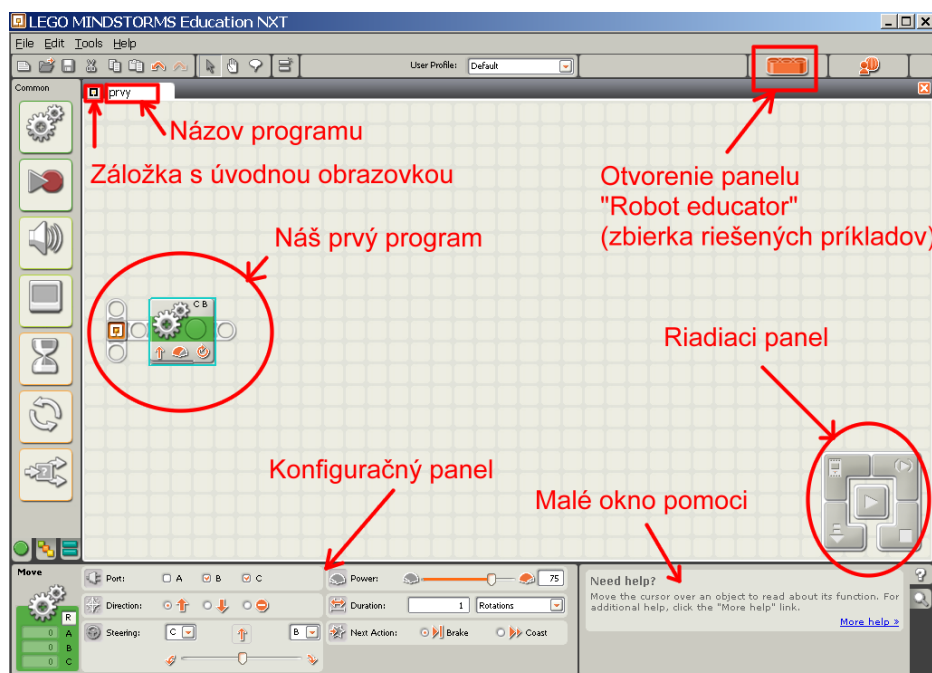 LEGO MINDSTORMS Education NXT
File Edit Tools Help
User Profile: Default
Common
prvy
Názov programu
Záložka s úvodnou obrazovkou
Otvorenie panelu
"Robot educator"
(zbierka riešených príkladov)
Náš prvý program
C B
Riadiaci panel
Konfiguračný panel
Malé okno pomoci
Move
R
0 A
0 B
0 C
Port: A B C
Direction:
Steering: C B
Power: 75
Duration: 1 Rotations
Next Action: Brake Coast
Need help?
Move the cursor over an object to read about its function. For
additional help, click the "More help" link.
More help »